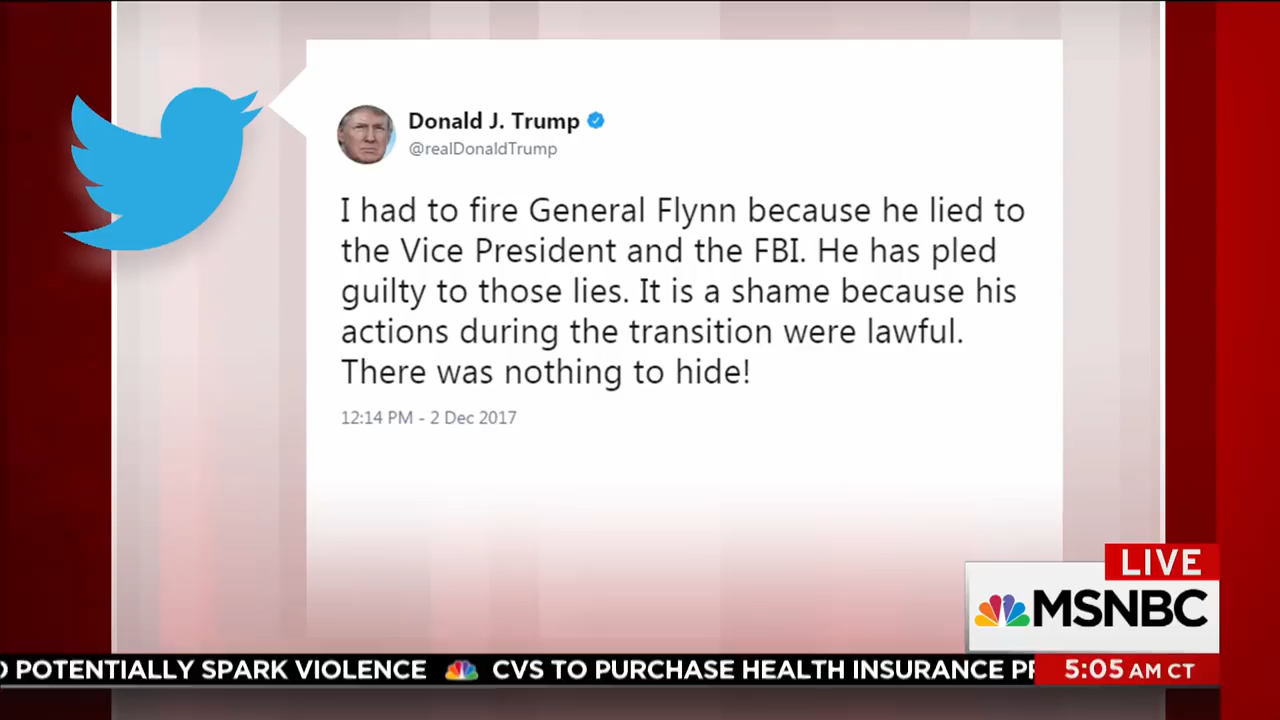 Donald J. Trump
@realDonaldTrump
I had to fire General Flynn because he lied to
the Vice President and the FBI. He has pled
guilty to those lies. It is a shame because his
actions during the transition were lawful.
There was nothing to hide!
12:14 PM - 2 Dec 2017
LIVE
MSNBC
POTENTIALLY SPARK VIOLENCE CVS TO PURCHASE HEALTH INSURANCE
5:05 AM CT